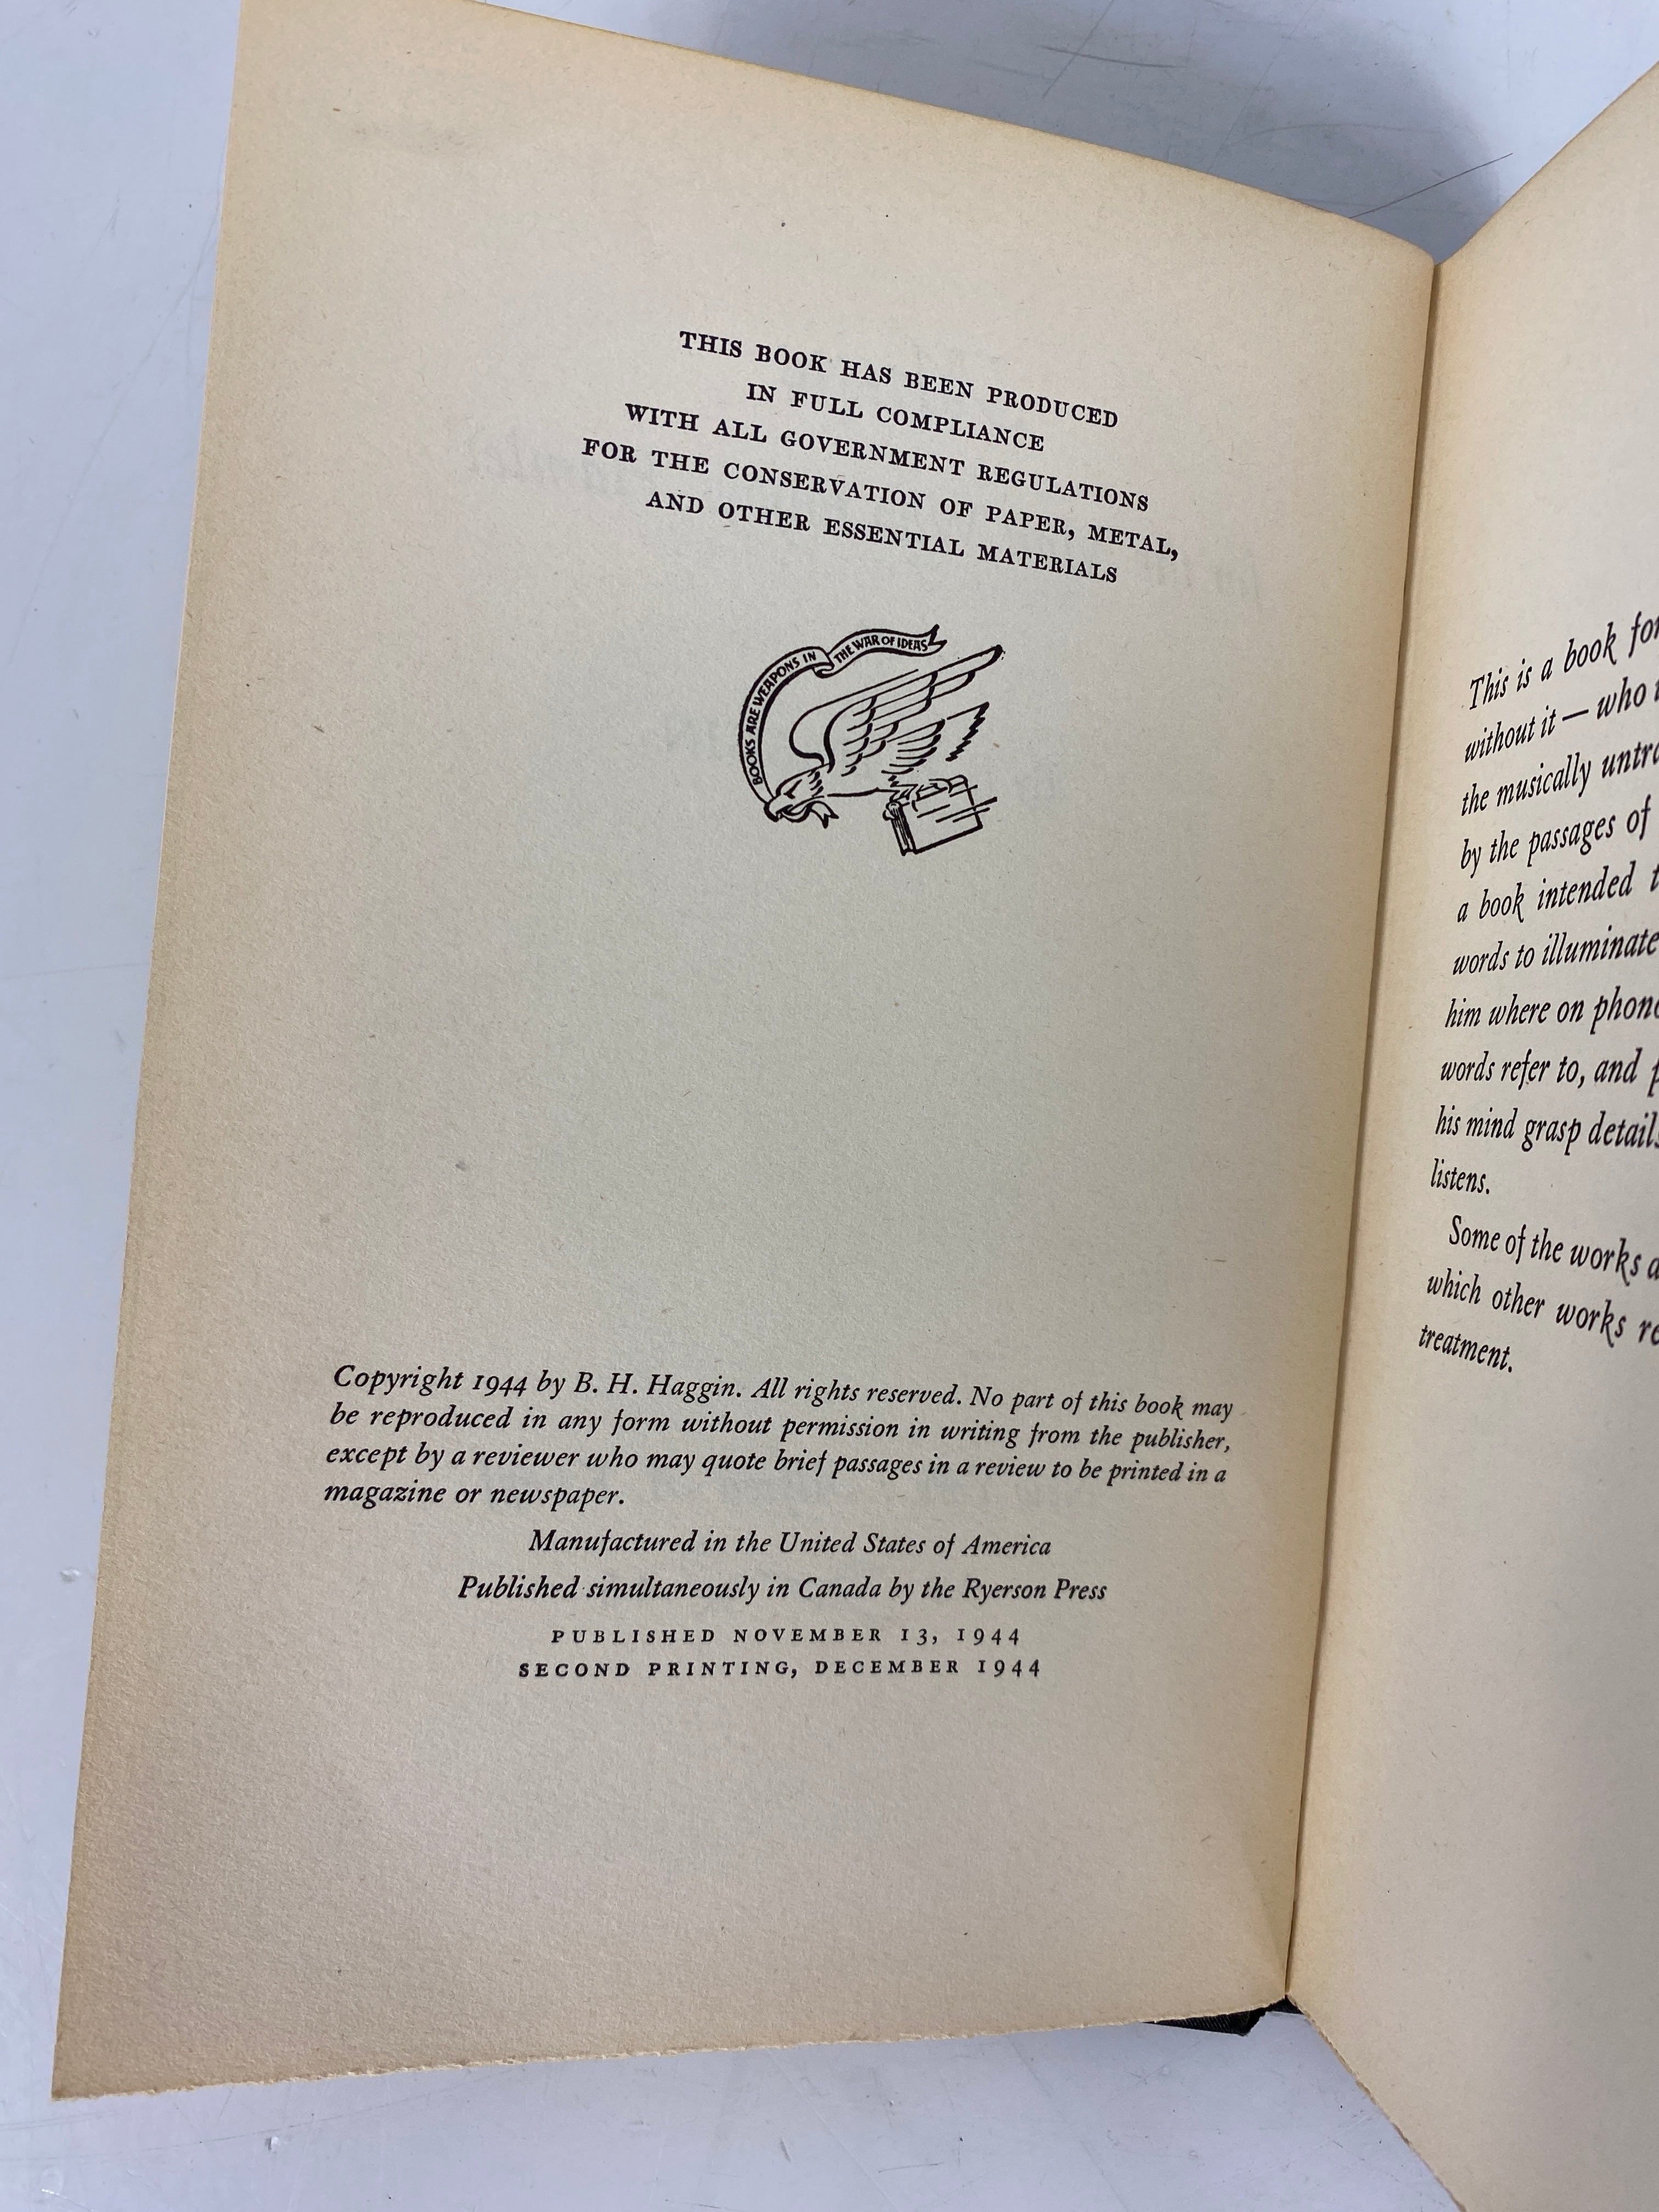 THIS BOOK HAS BEEN PRODUCED
IN FULL COMPLIANCE
WITH ALL GOVERNMENT REGULATIONS
FOR THE CONSERVATION OF PAPER, METAL,
AND OTHER ESSENTIAL MATERIALS
BOOKS ARE WEAPONS IN THE WAR OF IDEAS
Copyright 1944 by B. H. Haggin. All rights reserved. No part of this book may
be reproduced in any form without permission in writing from the publisher,
except by a reviewer who may quote brief passages in a review to be printed in a
magazine or newspaper.
Manufactured in the United States of America
Published simultaneously in Canada by the Ryerson Press
PUBLISHED NOVEMBER 13, 1944
SECOND PRINTING, DECEMBER 1944
This is a book for
without it — who
the musically
by the passages of
a book intended
words to illuminate
him where on
words refer to, and
his mind grasp details
listens.
Some of the works
which other works
treatment.